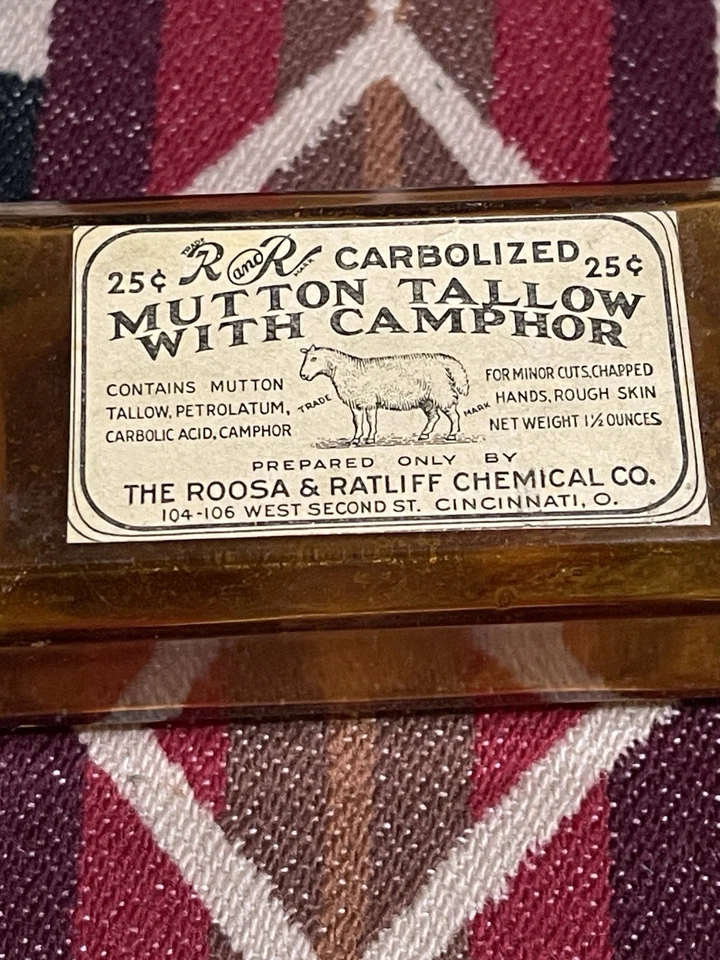 25¢ TRADE R and R MARK CARBOLIZED 25¢
MUTTON TALLOW
WITH CAMPHOR
CONTAINS MUTTON
TALLOW, PETROLATUM,
CARBOLIC ACID, CAMPHOR
TRADE MARK
FOR MINOR CUTS, CHAPPED
HANDS, ROUGH SKIN
NET WEIGHT 1½ OUNCES
PREPARED ONLY BY
THE ROOSA & RATLIFF CHEMICAL CO.
104-106 WEST SECOND ST. CINCINNATI, O.